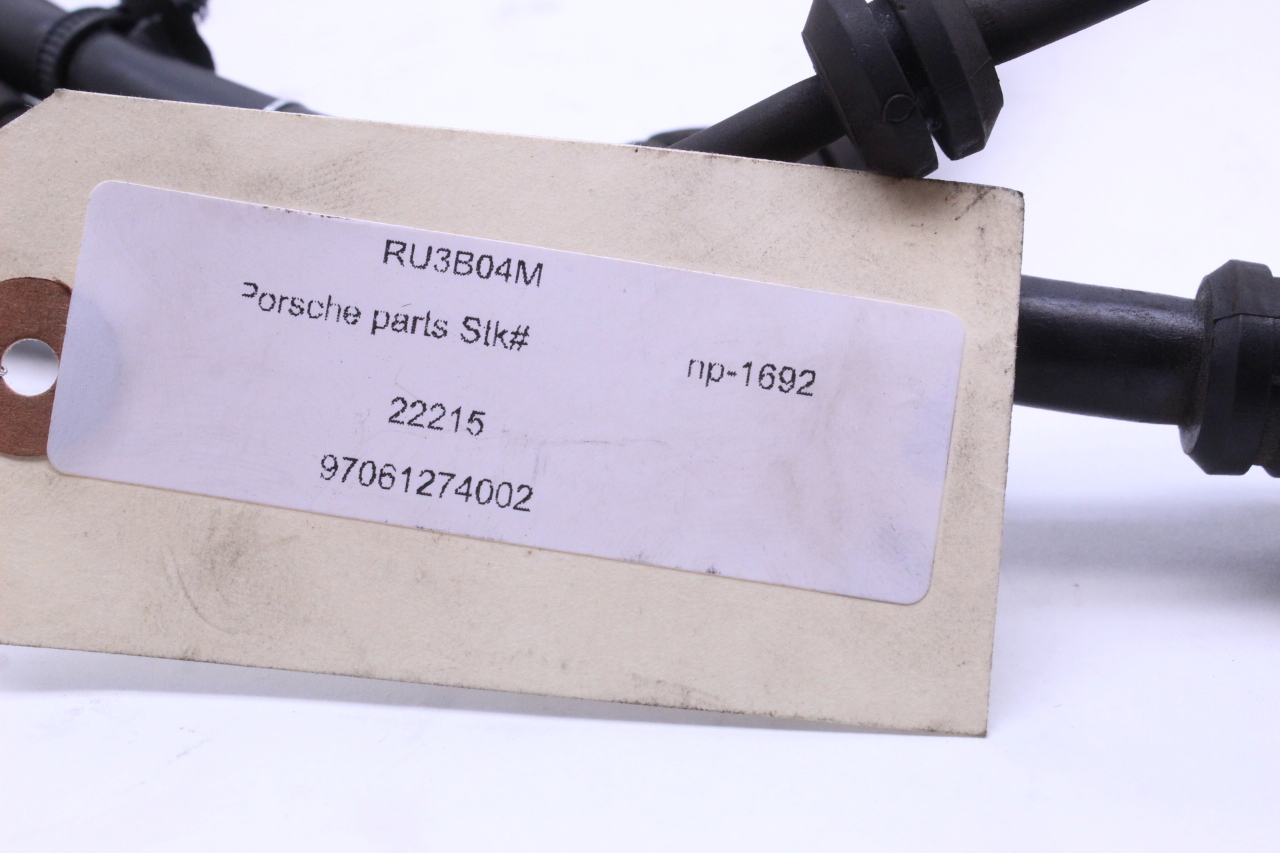 RU3B04M
Porsche parts Stk#
np-1692
22215
97061274002